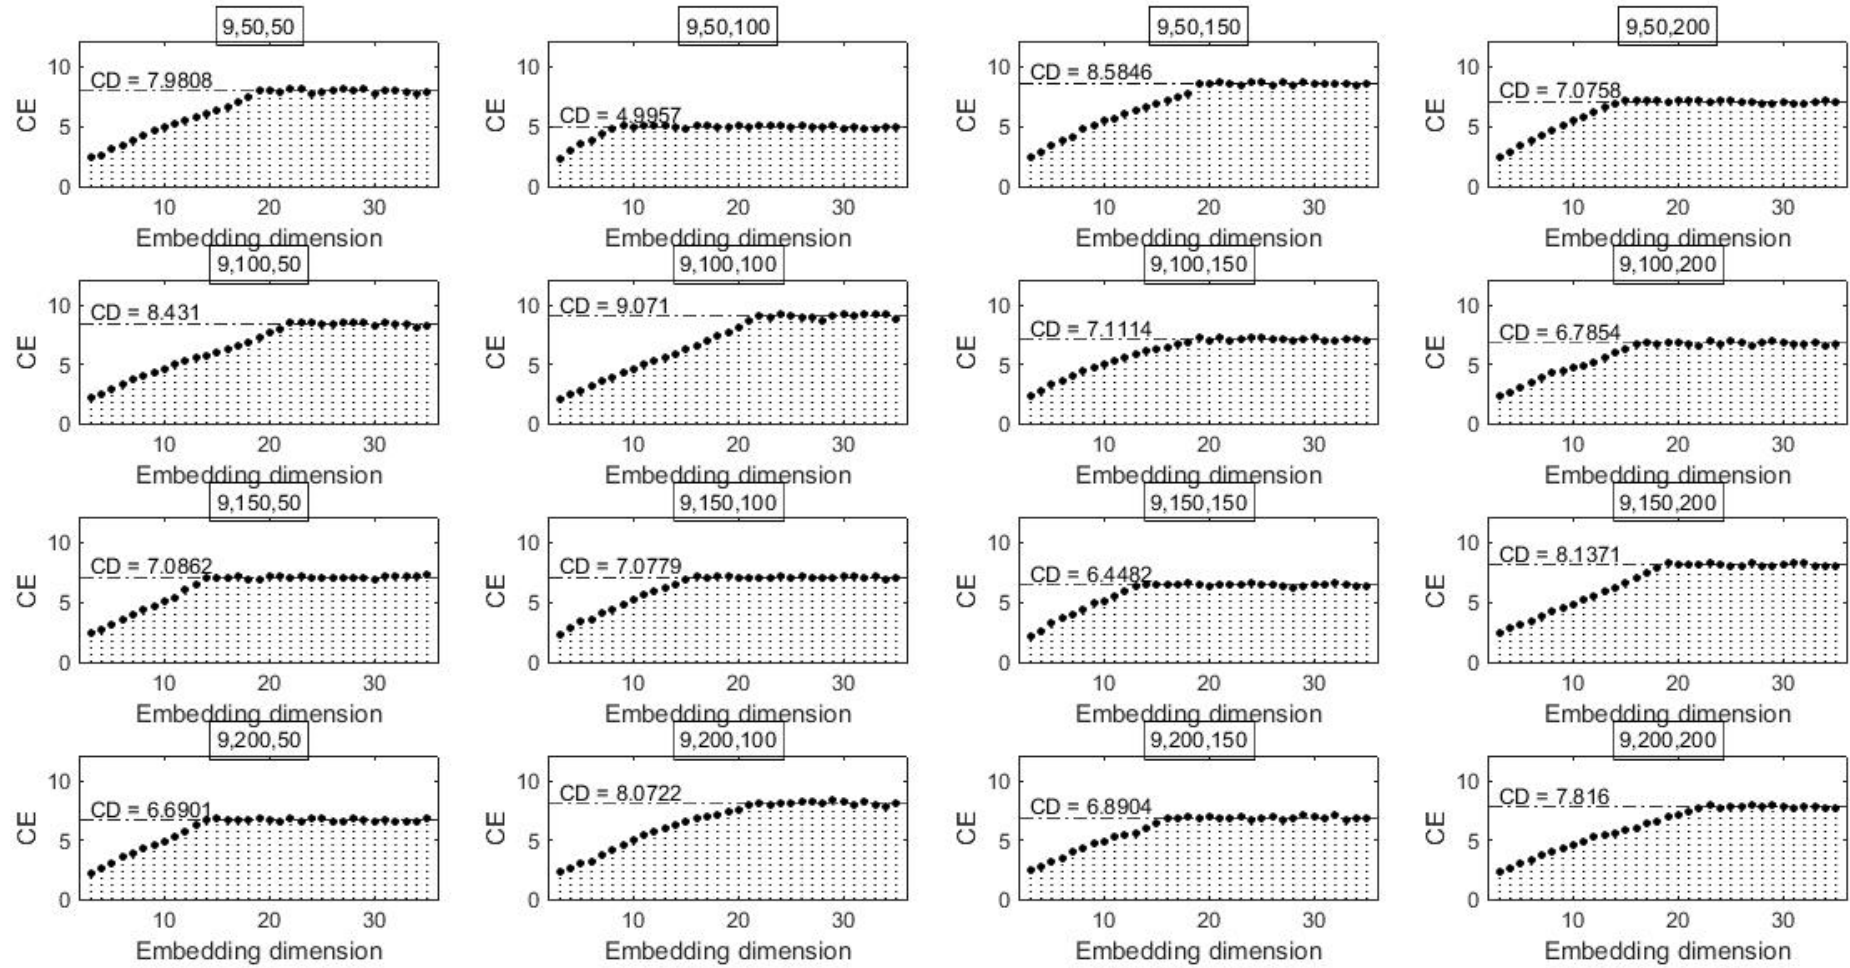 9,50,50
10
CD = 7.9808
CE
5
0
10 20 30
Embedding dimension
9,50,100
10
CD = 4.9957
CE
5
0
10 20 30
Embedding dimension
9,50,150
10
CD = 8.5846
CE
5
0
10 20 30
Embedding dimension
9,50,200
10
CD = 7.0758
CE
5
0
10 20 30
Embedding dimension
9,100,50
10
CD = 8.431
CE
5
0
10 20 30
Embedding dimension
9,100,100
10
CD = 9.071
CE
5
0
10 20 30
Embedding dimension
9,100,150
10
CD = 7.1114
CE
5
0
10 20 30
Embedding dimension
9,100,200
10
CD = 6.7854
CE
5
0
10 20 30
Embedding dimension
9,150,50
10
CD = 7.0862
CE
5
0
10 20 30
Embedding dimension
9,150,100
10
CD = 7.0779
CE
5
0
10 20 30
Embedding dimension
9,150,150
10
CD = 6.4482
CE
5
0
10 20 30
Embedding dimension
9,150,200
10
CD = 8.1371
CE
5
0
10 20 30
Embedding dimension
9,200,50
10
CD = 6.6901
CE
5
0
10 20 30
Embedding dimension
9,200,100
10
CD = 8.0722
CE
5
0
10 20 30
Embedding dimension
9,200,150
10
CD = 6.8904
CE
5
0
10 20 30
Embedding dimension
9,200,200
10
CD = 7.816
CE
5
0
10 20 30
Embedding dimension